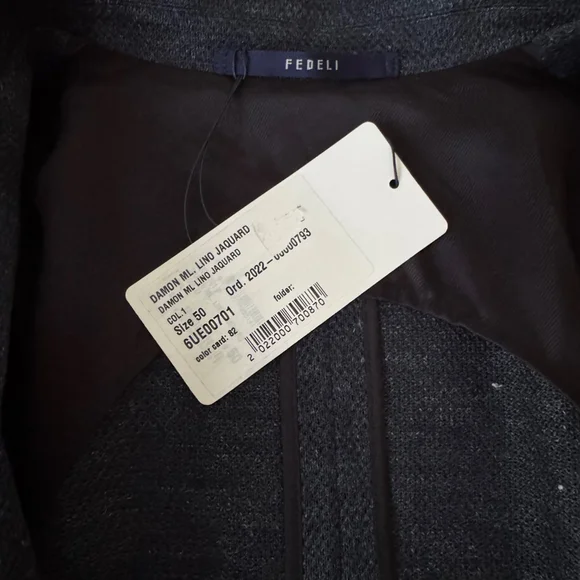 FEDELI
DAMON ML. LINO JAQUARD
DAMON ML LINO JAQUARD
COL.1
Size 50 Ord. 2022-00000793
6UE00701 folder:
color card: 82
2 022000 700870